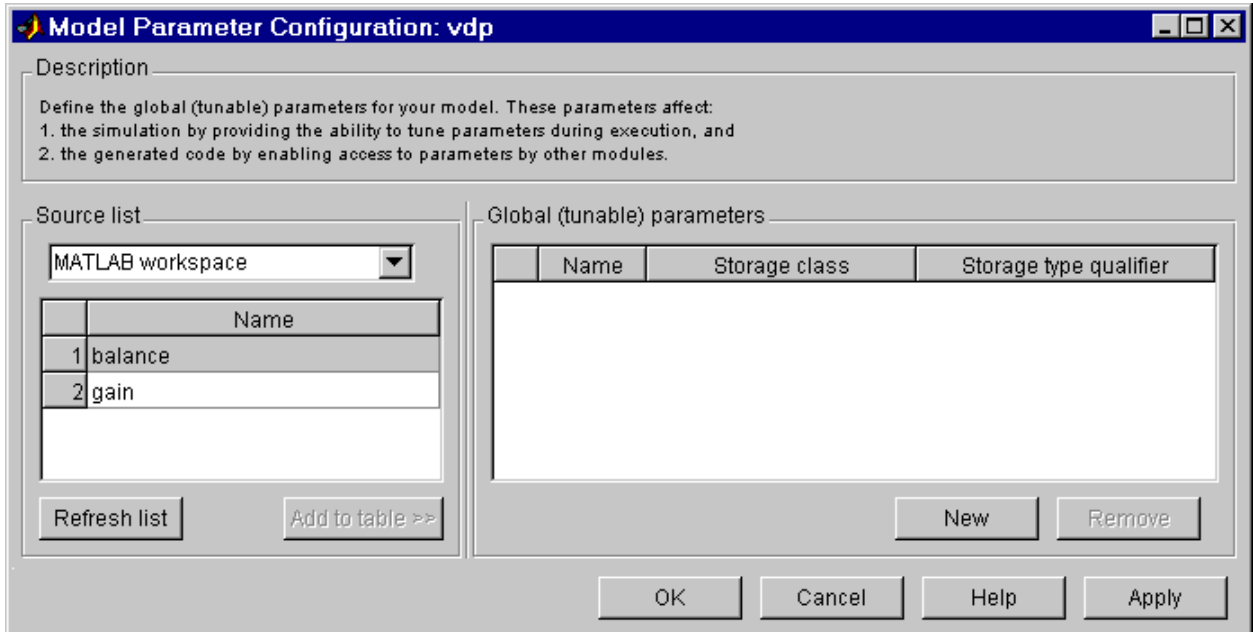 Model Parameter Configuration: vdp
Description
Define the global (tunable) parameters for your model. These parameters affect:
1. the simulation by providing the ability to tune parameters during execution, and
2. the generated code by enabling access to parameters by other modules.
Source list
MATLAB workspace
Name
1 balance
2 gain
Refresh list
Add to table >>
Global (tunable) parameters
Name Storage class Storage type qualifier
New Remove
OK Cancel Help Apply